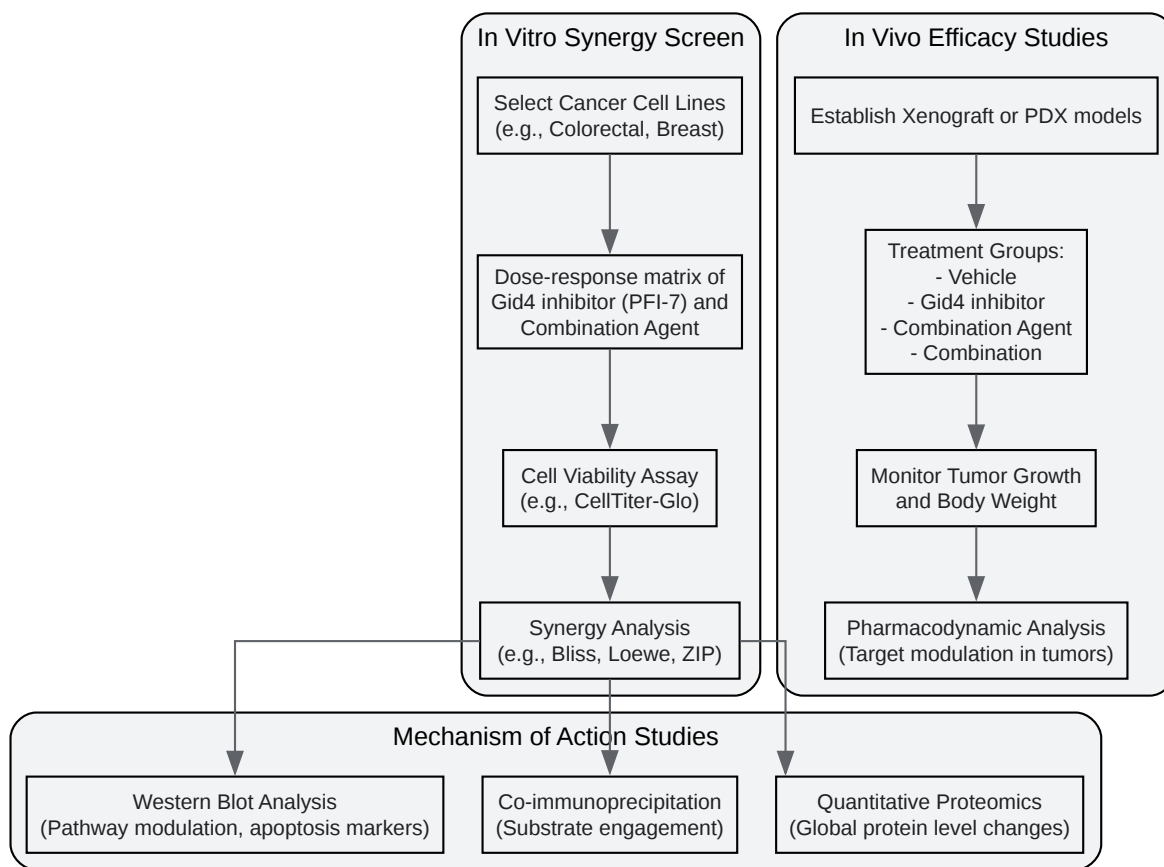 In Vitro Synergy Screen
Select Cancer Cell Lines
(e.g., Colorectal, Breast)
Dose-response matrix of
Gid4 inhibitor (PFI-7) and
Combination Agent
Cell Viability Assay
(e.g., CellTiter-Glo)
Synergy Analysis
(e.g., Bliss, Loewe, ZIP)
In Vivo Efficacy Studies
Establish Xenograft or PDX models
Treatment Groups:
- Vehicle
- Gid4 inhibitor
- Combination Agent
- Combination
Monitor Tumor Growth
and Body Weight
Pharmacodynamic Analysis
(Target modulation in tumors)
Mechanism of Action Studies
Western Blot Analysis
(Pathway modulation, apoptosis markers)
Co-immunoprecipitation
(Substrate engagement)
Quantitative Proteomics
(Global protein level changes)